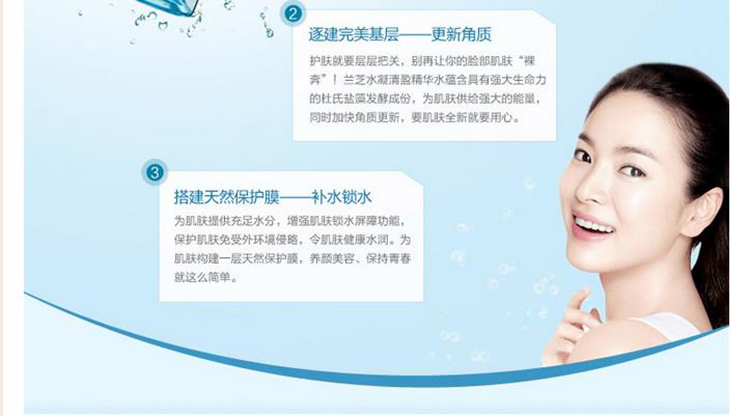 2
逐建完美基层——更新角质
护肤就要层层把关，别再让你的脸部肌肤“裸
奔”！兰芝水凝清盈精华水蕴含具有强大生命力
的杜氏盐藻发酵成份，为肌肤供给强大的能量，
同时加快角质更新，要肌肤全新就要用心。
3
搭建天然保护膜——补水锁水
为肌肤提供充足水分，增强肌肤锁水屏障功能，
保护肌肤免受外环境侵略，令肌肤健康水润。为
肌肤构建一层天然保护膜，养颜美容、保持青春
就这么简单。